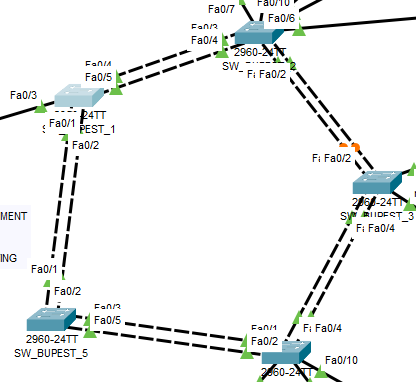 Fa0/7
Fa0/10
Fa0/6
Fa0/3
Fa0/4
2960-24TT
Fa0/2
Fa0/4
Fa0/5
Fa0/3
24TT
PEST_1
Fa0/1
Fa0/2
Fa0/2
2960-24TT
SW_BUPEST_3
Fa0/4
MENT
ING
Fa0/1
Fa0/2
Fa0/3
Fa0/5
2960-24TT
SW_BUPEST_5
Fa0/1
Fa0/2
Fa0/4
2960-24TT
Fa0/10